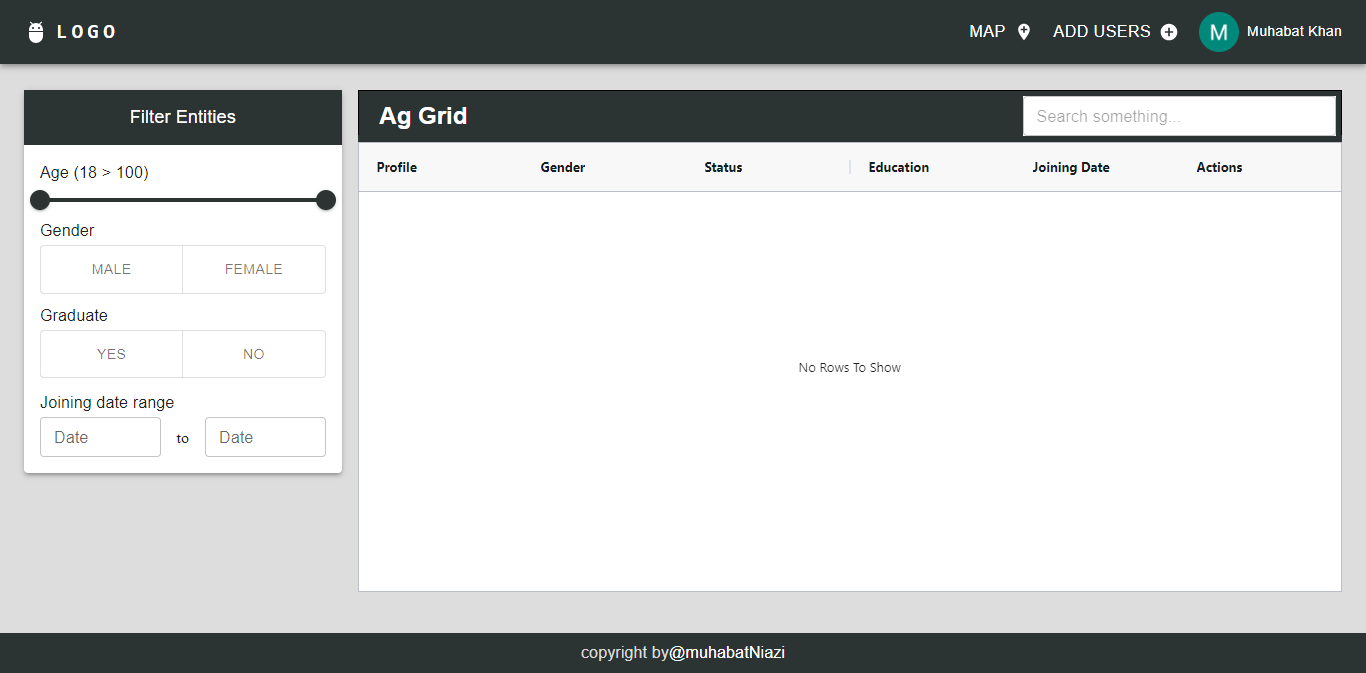 LOGO
MAP
ADD USERS
M
Muhabat Khan
Filter Entities
Age (18 > 100)
Gender
MALE FEMALE
Graduate
YES NO
Joining date range
Date to Date
Ag Grid
Search something...
Profile Gender Status Education Joining Date Actions
No Rows To Show
copyright by@muhabatNiazi